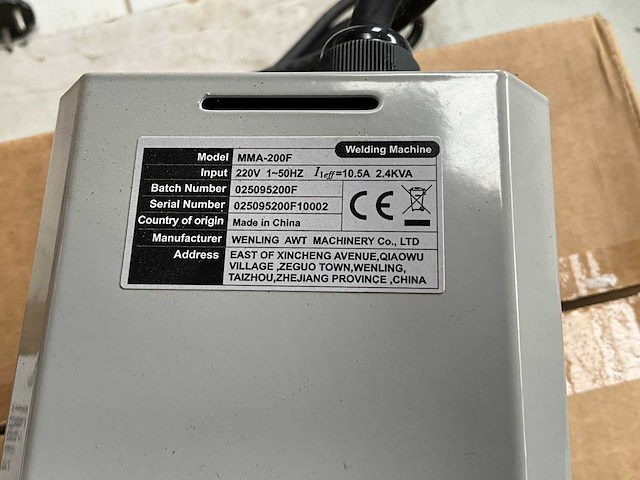 Welding Machine
Model MMA-200F
Input 220V 1~50HZ I1eff=10.5A 2.4KVA
Batch Number 025095200F
Serial Number 025095200F10002
CE
Country of origin Made in China
Manufacturer WENLING AWT MACHINERY Co., LTD
Address EAST OF XINCHENG AVENUE,QIAOWU
VILLAGE ,ZEGUO TOWN,WENLING,
TAIZHOU,ZHEJIANG PROVINCE ,CHINA